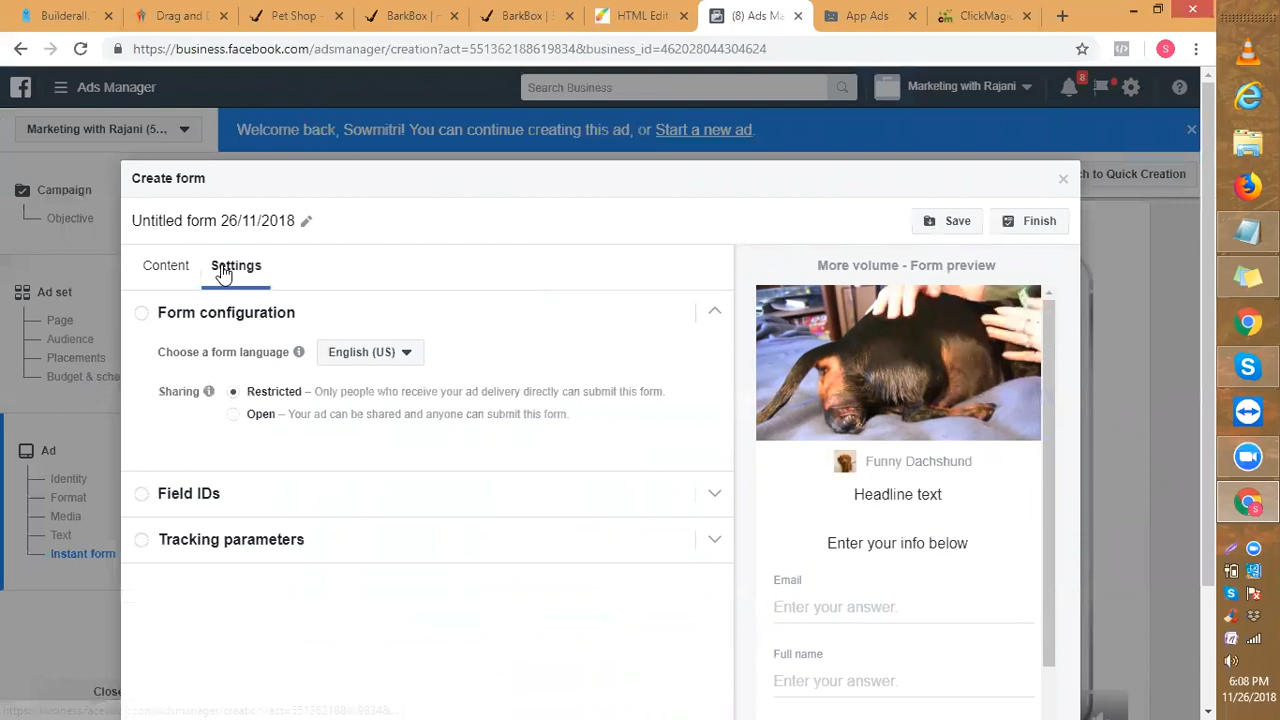 Builderall.
Drag and D
Pet Shop -
BarkBox | m
BarkBox | S
HTML Edit
(8) Ads Ma
App Ads
ClickMagic
https://business.facebook.com/adsmanager/creation?act=551362188619834&business_id=462028044304624
Ads Manager
Search Business
Marketing with Rajani
8
Marketing with Rajani (5...
Welcome back, Sowmitri! You can continue creating this ad, or Start a new ad.
Campaign
Objective
Ad set
Page
Audience
Placements
Budget & sche
Ad
Identity
Format
Media
Text
Instant form
Close
ch to Quick Creation
Create form
Untitled form 26/11/2018
Save
Finish
Content
Settings
Form configuration
Choose a form language
English (US)
Sharing
Restricted – Only people who receive your ad delivery directly can submit this form.
Open – Your ad can be shared and anyone can submit this form.
Field IDs
Tracking parameters
More volume - Form preview
Funny Dachshund
Headline text
Enter your info below
Email
Enter your answer.
Full name
Enter your answer.
6:08 PM
11/26/2018